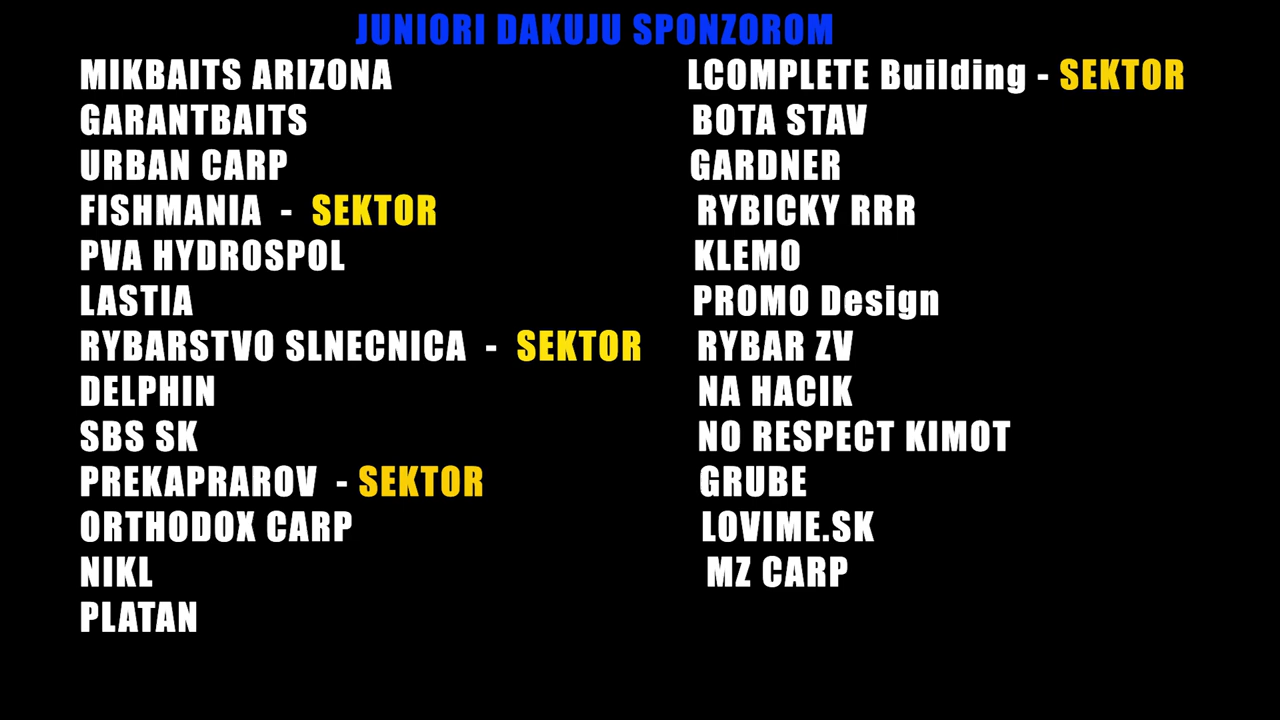 JUNIORI DAKUJU SPONZOROM
MIKBAITS ARIZONA
GARANTBAITS
URBAN CARP
FISHMANIA - SEKTOR
PVA HYDROSPOL
LASTIA
RYBARSTVO SLNECNICA - SEKTOR
DELPHIN
SBS SK
PREKAPRAROV - SEKTOR
ORTHODOX CARP
NIKL
PLATAN
LCOMPLETE Building - SEKTOR
BOTA STAV
GARDNER
RYBICKY RRR
KLEMO
PROMO Design
RYBAR ZV
NA HACIK
NO RESPECT KIMOT
GRUBE
LOVIME.SK
MZ CARP